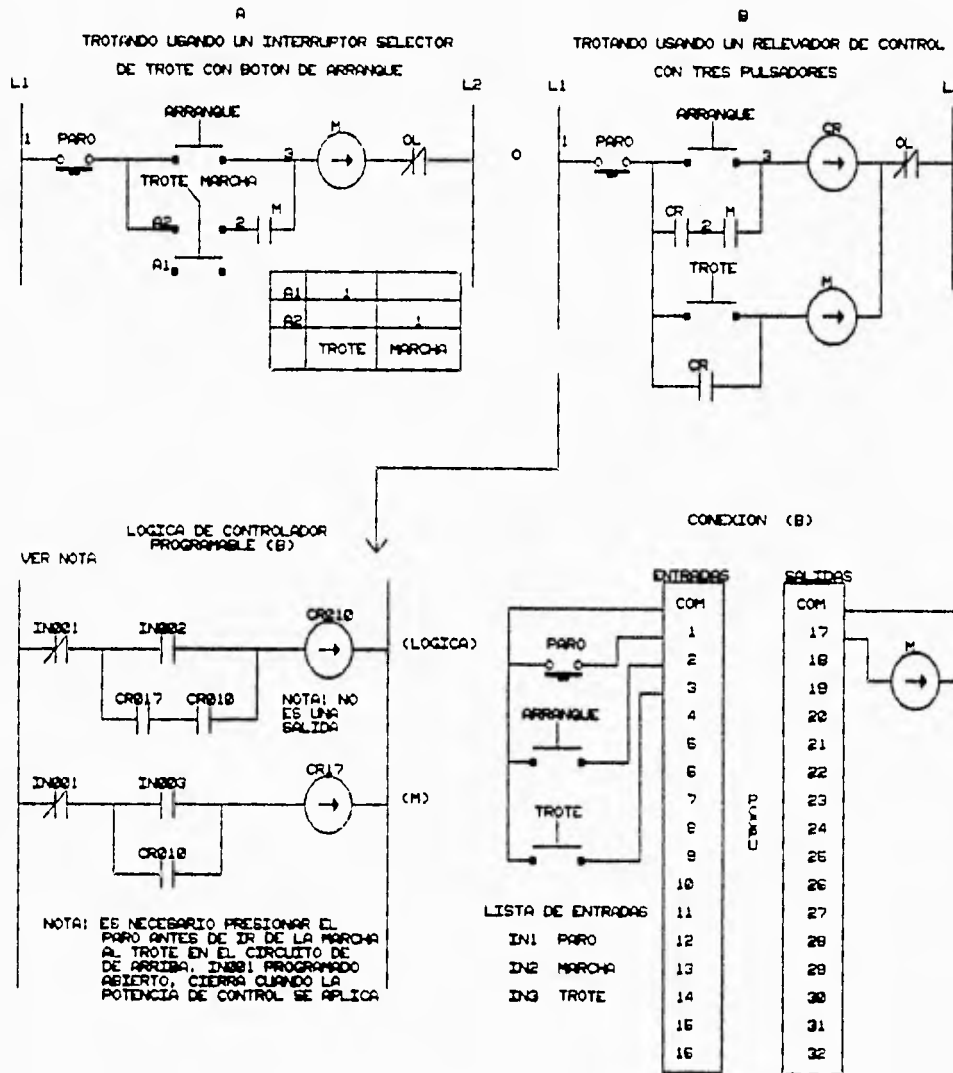 A
TROTANDO USANDO UN INTERRUPTOR SELECTOR
DE TROTE CON BOTON DE ARRANQUE
L1
L2
ARRANQUE
1
PARO
3
M
OL
TROTE MARCHA
A2
2
M
A1
A1 1
A2 1
TROTE MARCHA
O
B
TROTANDO USANDO UN RELEVADOR DE CONTROL
CON TRES PULSADORES
L1
L
ARRANQUE
1
PARO
3
CR
OL
CR
2
M
TROTE
M
CR
LOGICA DE CONTROLADOR
PROGRAMABLE (B)
VER NOTA
IN001
IN002
CR010
(LOGICA)
CR017
CR010
NOTA: NO
ES UNA
SALIDA
IN001
IN003
CR17
(M)
CR010
NOTA: ES NECESARIO PRESIONAR EL
PARO ANTES DE IR DE LA MARCHA
AL TROTE EN EL CIRCUITO DE
DE ARRIBA. IN001 PROGRAMADO
ABIERTO, CIERRA CUANDO LA
POTENCIA DE CONTROL SE APLICA
CONEXION (B)
ENTRADAS
SALIDAS
COM
COM
1
17
2
18
3
19
4
20
5
21
6
22
7
23
8
24
9
25
10
26
11
27
12
28
13
29
14
30
15
31
16
32
PARO
ARRANQUE
TROTE
M
LISTA DE ENTRADAS
IN1 PARO
IN2 MARCHA
IN3 TROTE